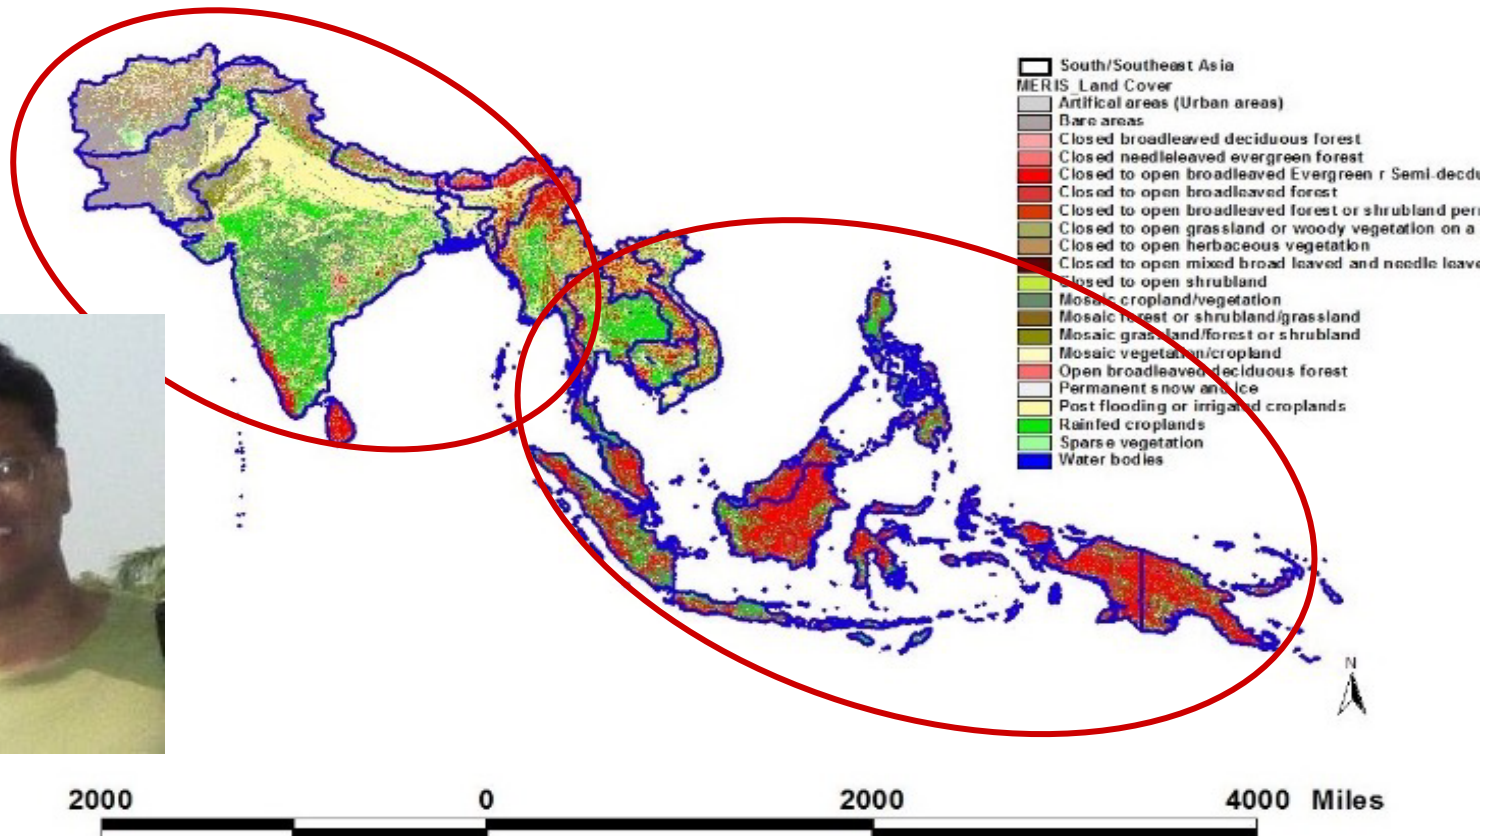 South/Southeast Asia
MERIS_Land Cover
Artifical areas (Urban areas)
Bare areas
Closed broadleaved deciduous forest
Closed needleleaved evergreen forest
Closed to open broadleaved Evergreen r Semi-decdu
Closed to open broadleaved forest
Closed to open broadleaved forest or shrubland per
Closed to open grassland or woody vegetation on a
Closed to open herbaceous vegetation
Closed to open mixed broad leaved and needle leave
Closed to open shrubland
Mosaic cropland/vegetation
Mosaic forest or shrubland/grassland
Mosaic grassland/forest or shrubland
Mosaic vegetation/cropland
Open broadleaved deciduous forest
Permanent snow and ice
Post flooding or irrigated croplands
Rainfed croplands
Sparse vegetation
Water bodies
N
2000 0 2000 4000 Miles